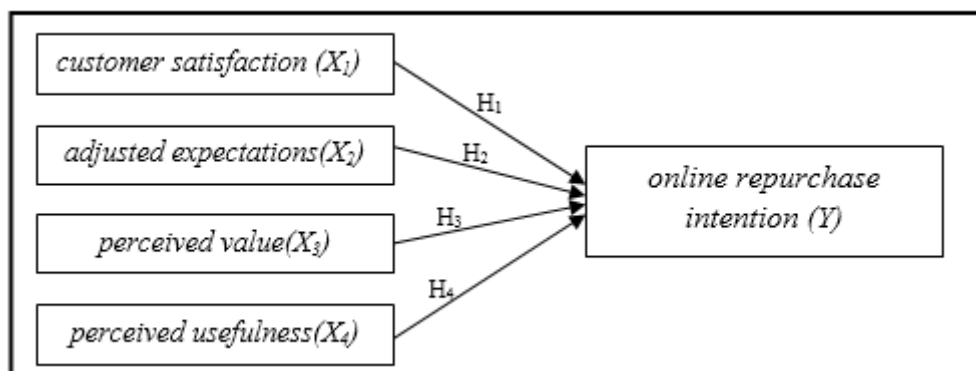 customer satisfaction (X₁)
H₁
adjusted expectations(X₂)
H₂
online repurchase
intention (Y)
H₃
perceived value(X₃)
H₄
perceived usefulness(X₄)